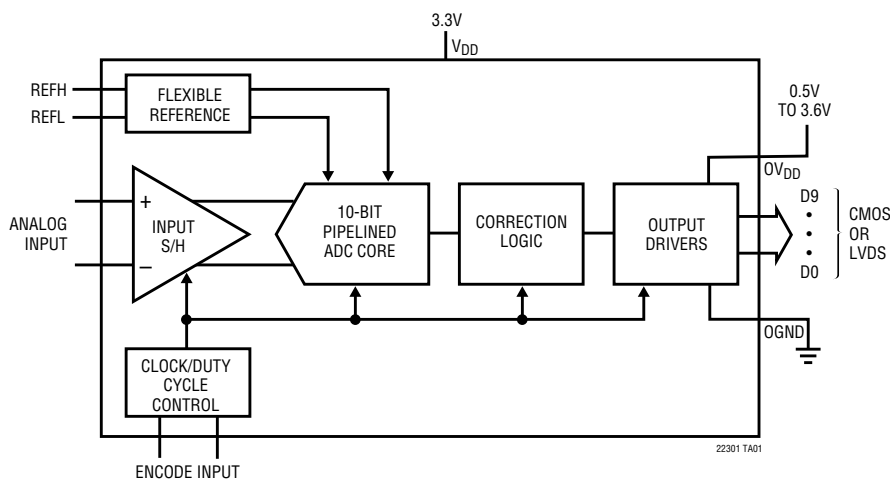 3.3V
VDD
REFH
REFL
FLEXIBLE
REFERENCE
0.5V
TO 3.6V
OVDD
ANALOG
INPUT
+
–
INPUT
S/H
10-BIT
PIPELINED
ADC CORE
CORRECTION
LOGIC
OUTPUT
DRIVERS
D9
•
•
•
D0
CMOS
OR
LVDS
OGND
CLOCK/DUTY
CYCLE
CONTROL
22301 TA01
ENCODE INPUT